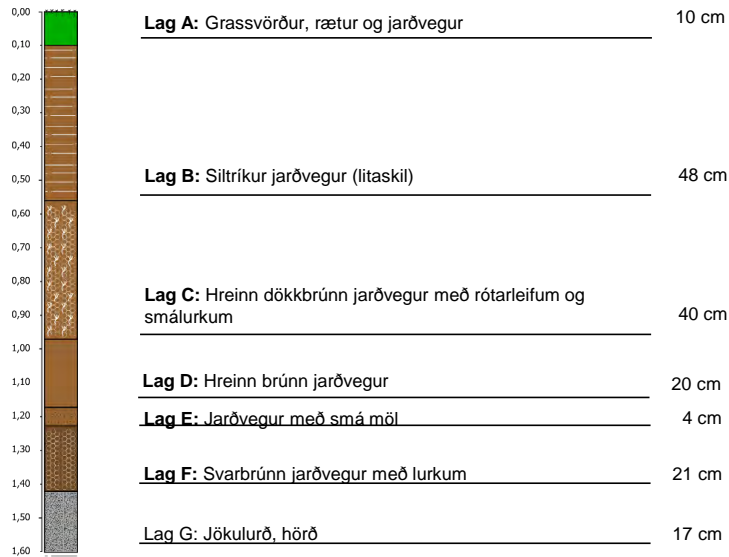 0,00
0,10
0,20
0,30
0,40
0,50
0,60
0,70
0,80
0,90
1,00
1,10
1,20
1,30
1,40
1,50
1,60
Lag A: Grassvörður, rætur og jarðvegur 10 cm
Lag B: Siltríkur jarðvegur (litaskil) 48 cm
Lag C: Hreinn dökkbrúnn jarðvegur með rótarleifum og
smálurkum 40 cm
Lag D: Hreinn brúnn jarðvegur 20 cm
Lag E: Jarðvegur með smá möl 4 cm
Lag F: Svarbrúnn jarðvegur með lurkum 21 cm
Lag G: Jökulurð, hörð 17 cm